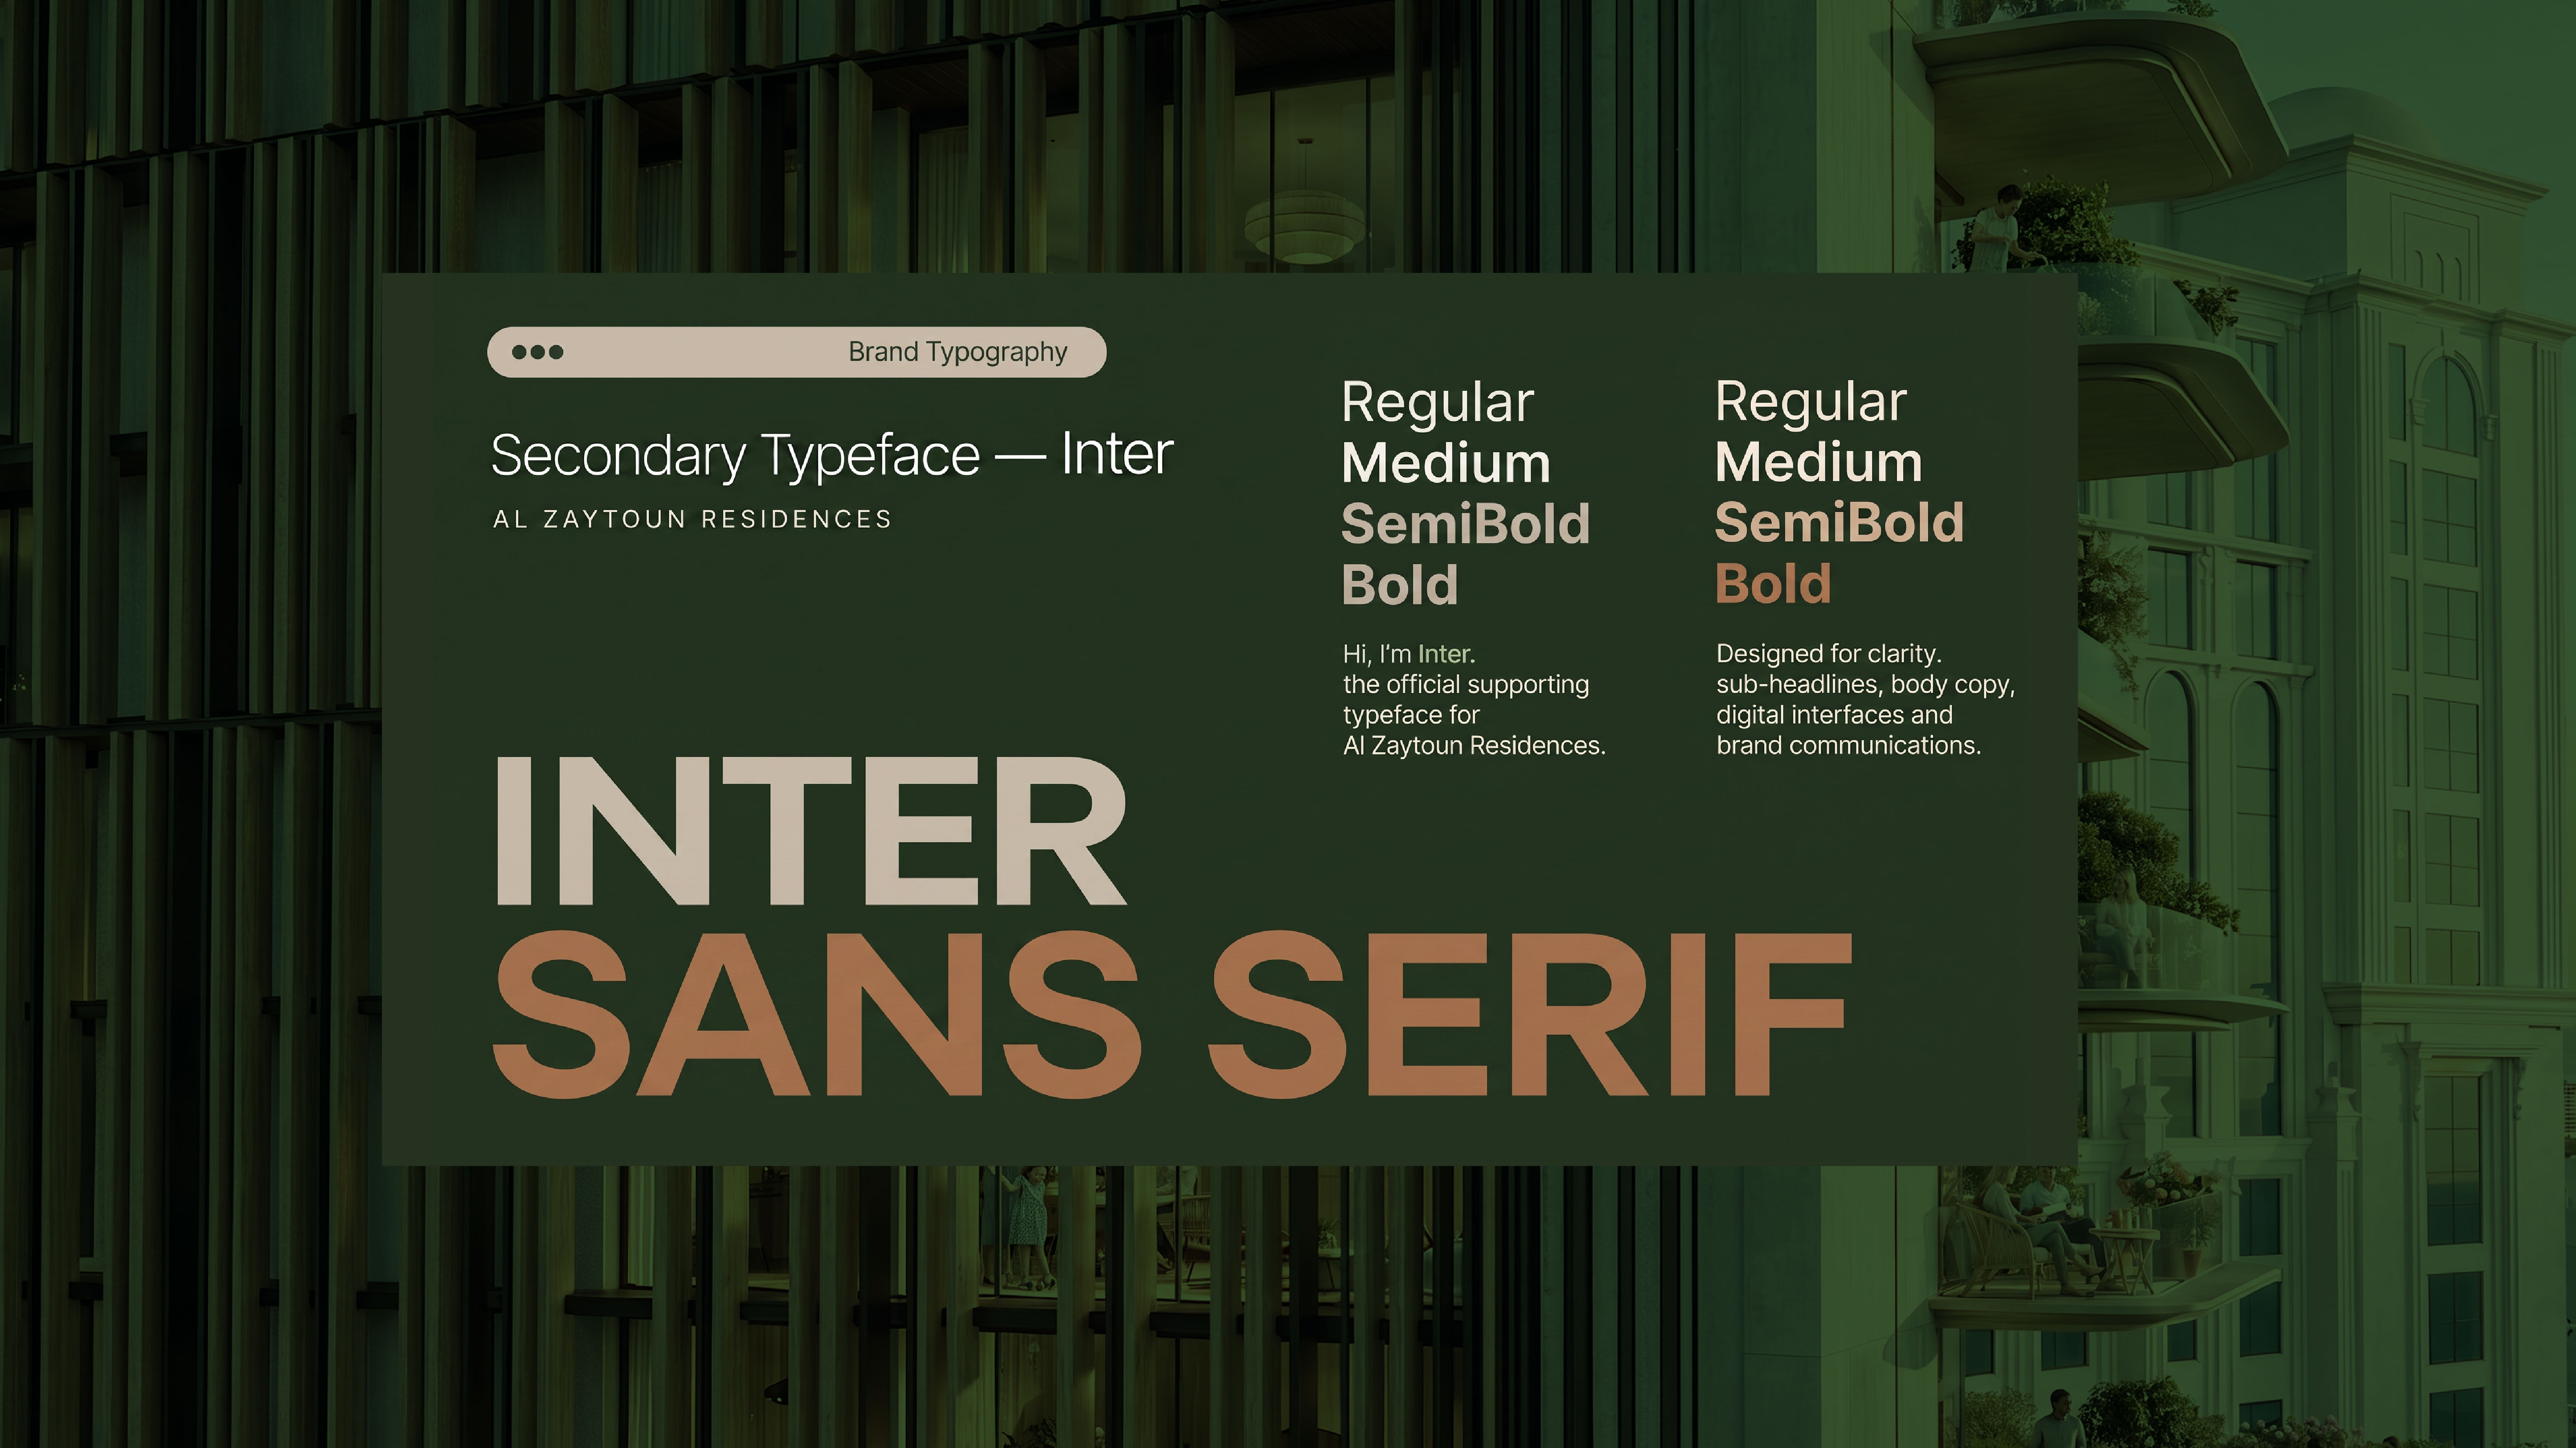 Brand Typography
Secondary Typeface — Inter
AL ZAYTOUN RESIDENCES
Regular
Medium
SemiBold
Bold
Hi, I'm Inter.
the official supporting
typeface for
Al Zaytoun Residences.
Regular
Medium
SemiBold
Bold
Designed for clarity.
sub-headlines, body copy,
digital interfaces and
brand communications.
INTER
SANS SERIF